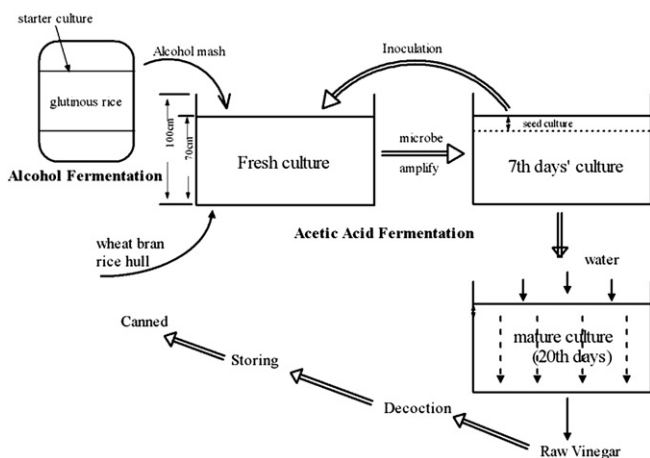 starter culture
glutinous rice
Alcohol Fermentation
Alcohol mash
Inoculation
100cm
70cm
Fresh culture
microbe
amplify
seed culture
7th days' culture
wheat bran
rice hull
Acetic Acid Fermentation
water
mature culture
(20th days)
Canned
Storing
Decoction
Raw Vinegar